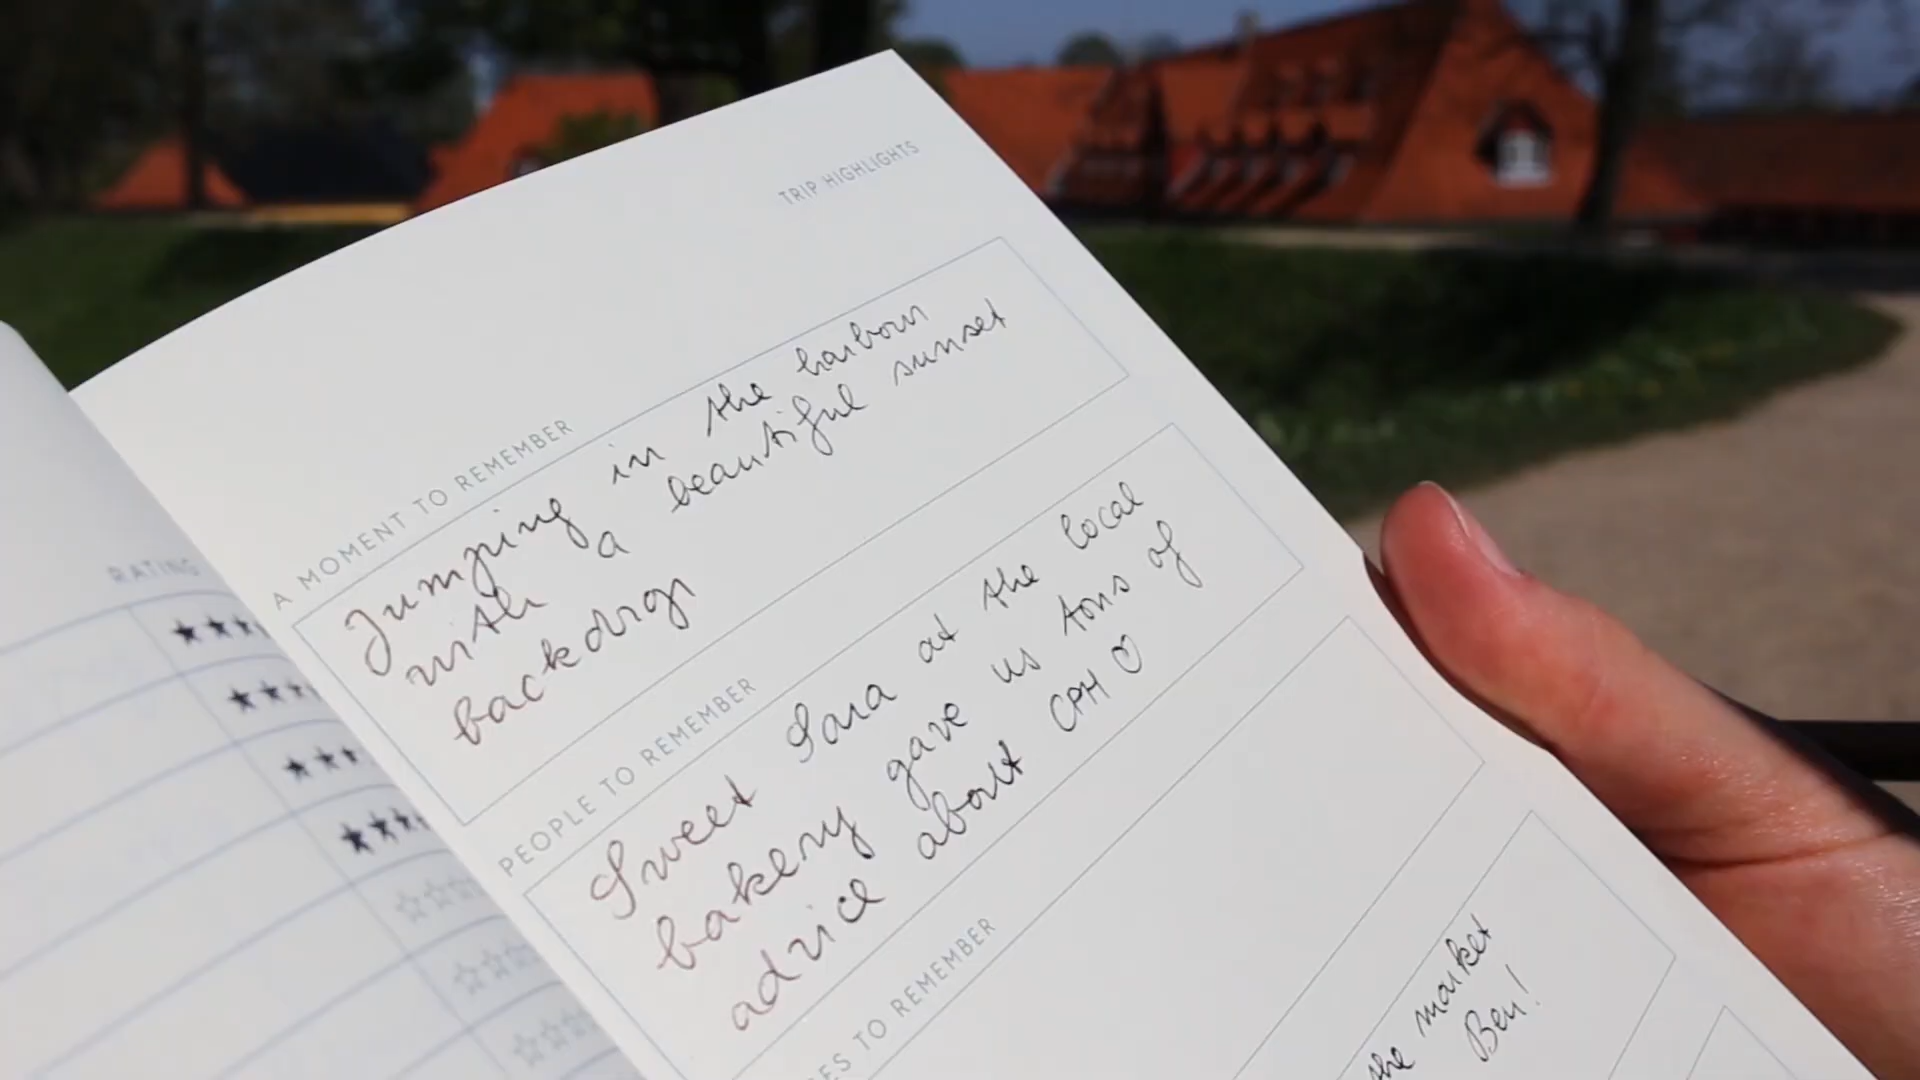 TRIP HIGHLIGHTS
A MOMENT TO REMEMBER
Jumping in the harbour
with a beautiful sunset
backdrop
PEOPLE TO REMEMBER
Sweet Sara at the local
bakery gave us tons of
advice about CPH ♡
ES TO REMEMBER
the market
Ben!
RATING